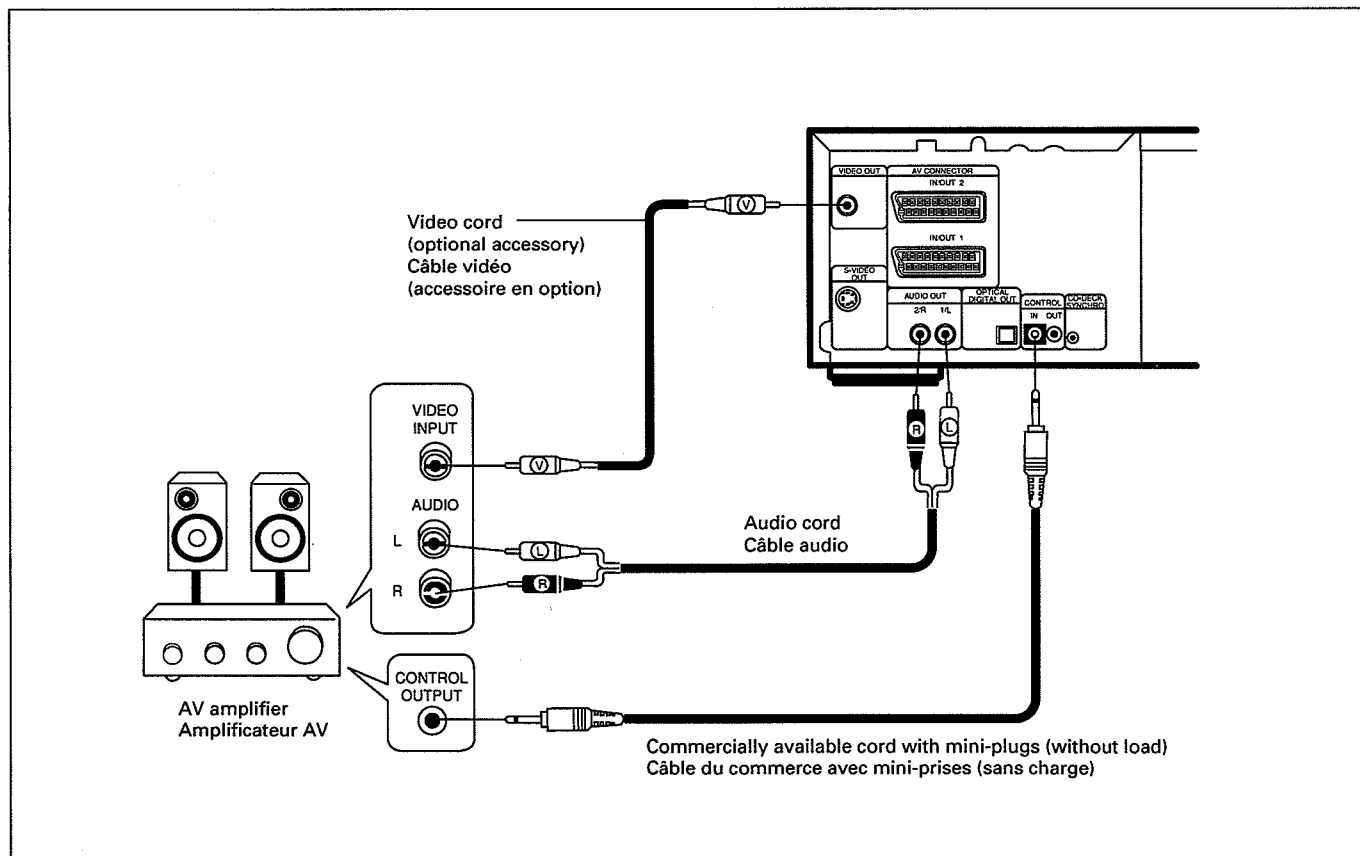 VIDEO OUT
AV CONNECTOR
IN/OUT 2
IN/OUT 1
S-VIDEO
OUT
AUDIO OUT
2/R 1/L
OPTICAL
DIGITAL OUT
CONTROL
IN OUT
CD-DECK
SYNCHRO
V
Video cord
(optional accessory)
Câble vidéo
(accessoire en option)
R
L
VIDEO
INPUT
V
AUDIO
L
L
R
R
Audio cord
Câble audio
CONTROL
OUTPUT
AV amplifier
Amplificateur AV
Commercially available cord with mini-plugs (without load)
Câble du commerce avec mini-prises (sans charge)